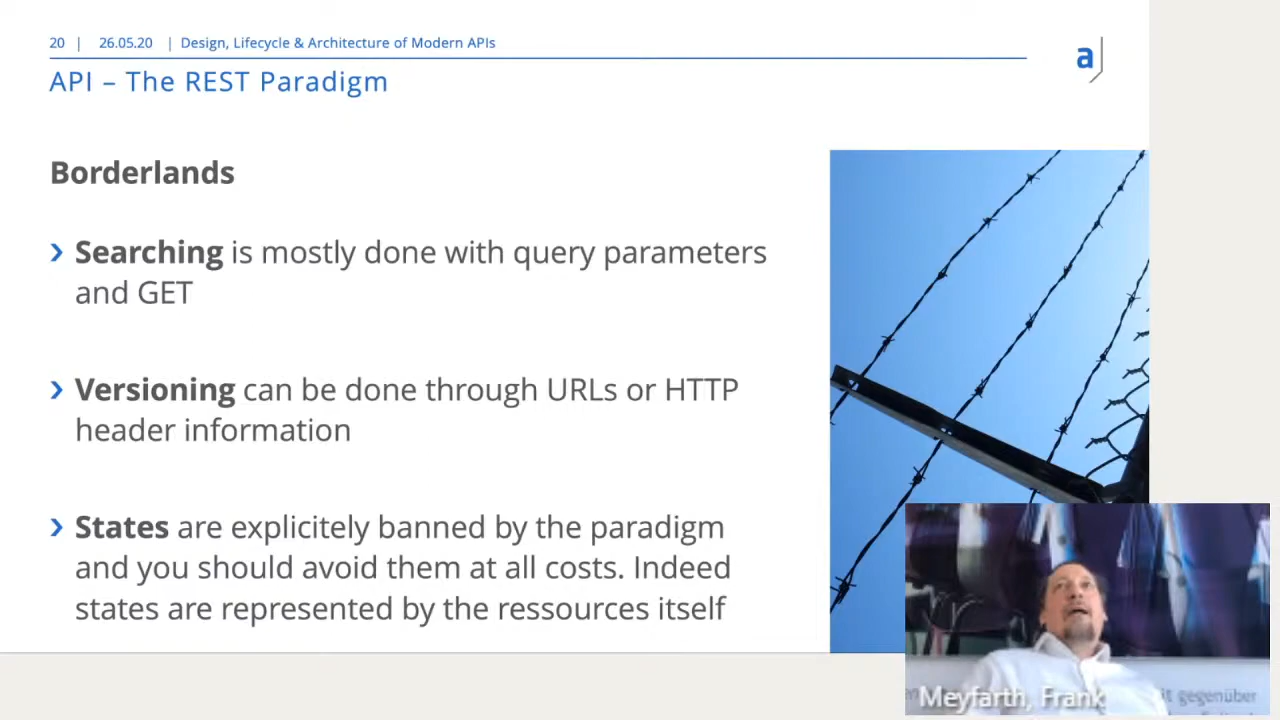 20 | 26.05.20 | Design, Lifecycle & Architecture of Modern APIs
a
API – The REST Paradigm
Borderlands
› Searching is mostly done with query parameters
and GET
› Versioning can be done through URLs or HTTP
header information
› States are explicitely banned by the paradigm
and you should avoid them at all costs. Indeed
states are represented by the ressources itself
Meyfarth, Frank
it gegenüber